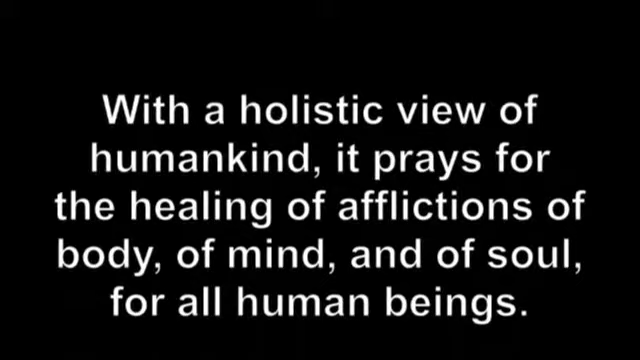 With a holistic view of
humankind, it prays for
the healing of afflictions of
body, of mind, and of soul,
for all human beings.